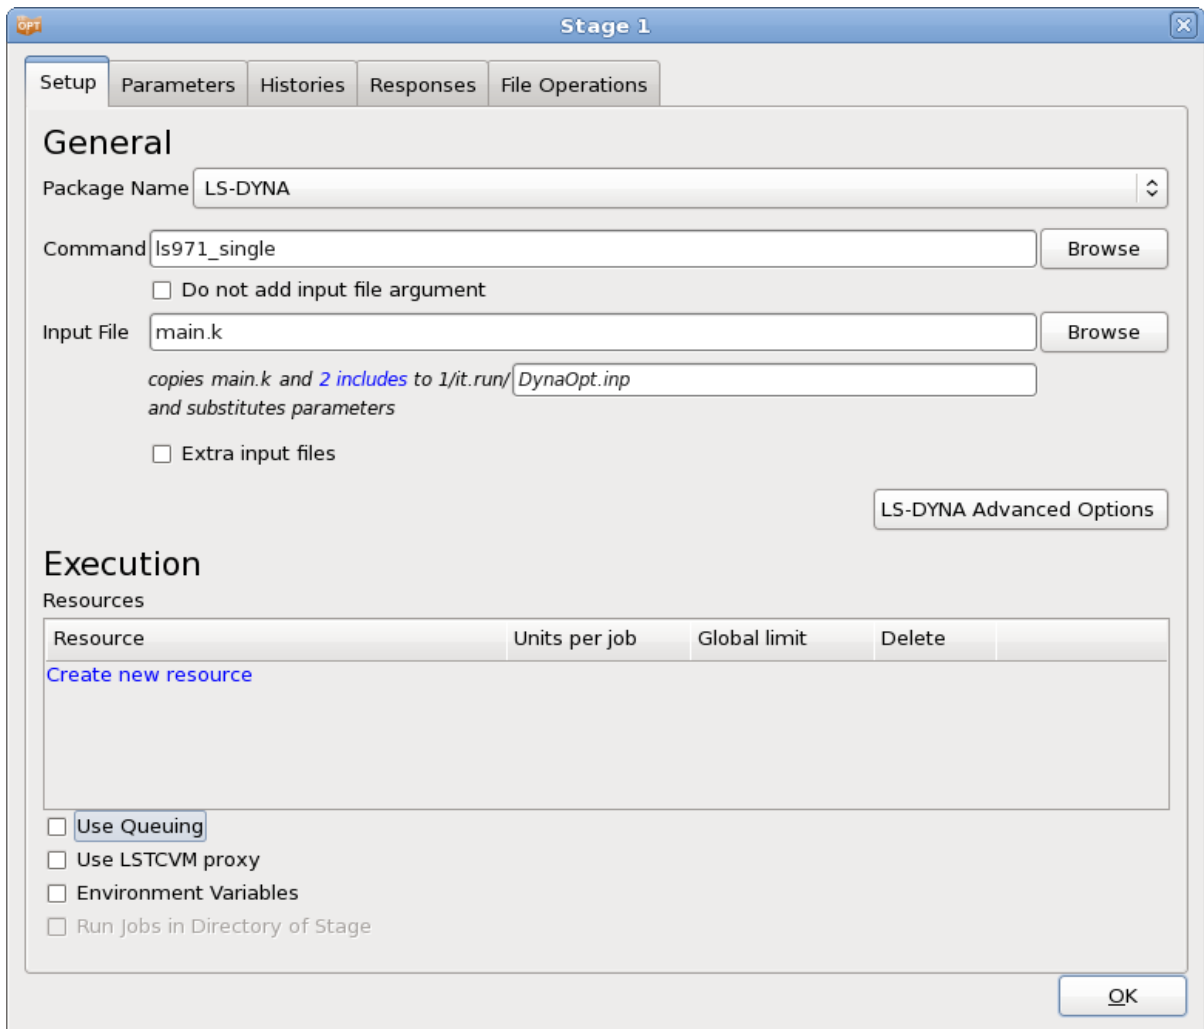 OPT Stage 1
Setup Parameters Histories Responses File Operations
General
Package Name LS-DYNA
Command ls971_single Browse
Do not add input file argument
Input File main.k Browse
copies main.k and 2 includes to 1/it.run/ DynaOpt.inp
and substitutes parameters
Extra input files
LS-DYNA Advanced Options
Execution
Resources
Resource Units per job Global limit Delete
Create new resource
Use Queuing
Use LSTCVM proxy
Environment Variables
Run Jobs in Directory of Stage
OK